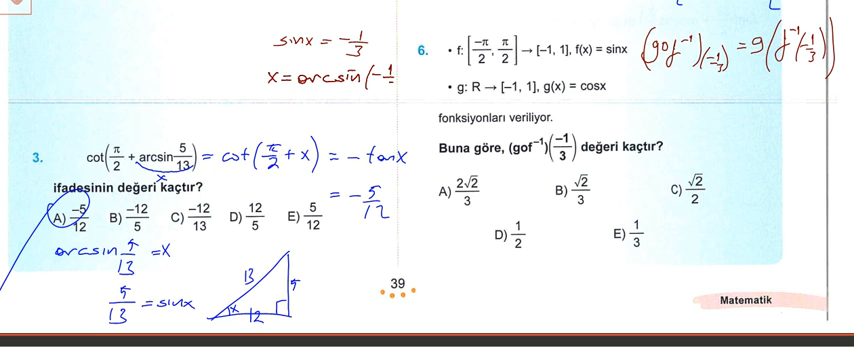 3. cot(π/2 + arcsin 5/13) = cot(π/2 + x) = - tanx
x
ifadesinin değeri kaçtır?
= - 5/12
A) -5/12 B) -12/5 C) -12/13 D) 12/5 E) 5/12
arcsin 5/13 = x
5/13 = sinx
13
5
x
12
sinx = - 1/3
x = arcsin(- 1/3
6. • f: [-π/2, π/2] → [–1, 1], f(x) = sinx
(gof⁻¹)(-1/3) = g(f⁻¹(-1/3))
• g: R → [–1, 1], g(x) = cosx
fonksiyonları veriliyor.
Buna göre, (gof⁻¹)(-1/3) değeri kaçtır?
A) 2√2/3 B) √2/3 C) √2/2
D) 1/2 E) 1/3
39
Matematik